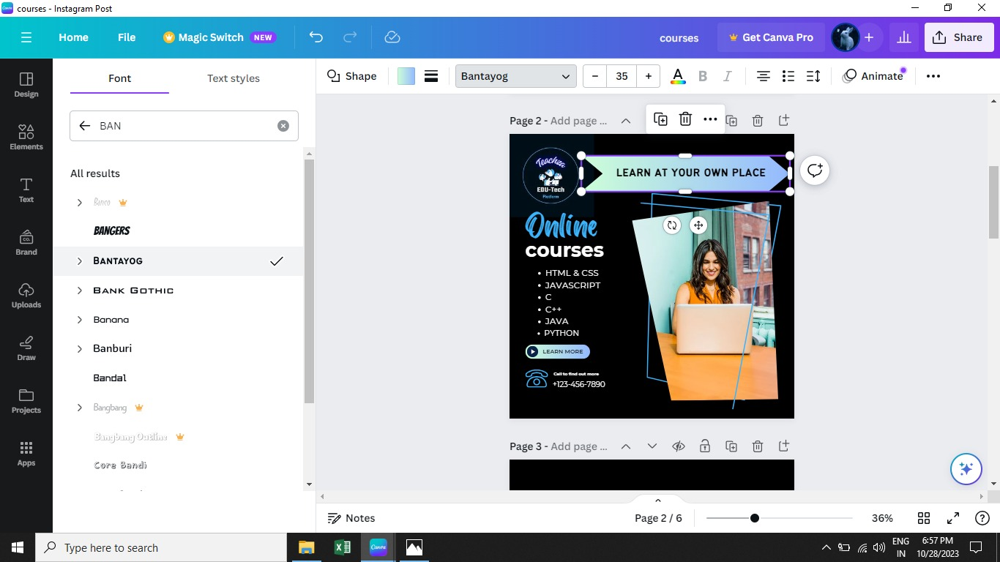 courses - Instagram Post
Home File Magic Switch NEW courses Get Canva Pro Share
Design
Elements
Text
Brand
Uploads
Draw
Projects
Apps
Font Text styles
BAN
All results
Banco
BANGERS
BANTAYOG
BANK GOTHIC
Banana
Banburi
Bandal
Bangbang
Bangbang Outline
Core Bandi
Shape Bantayog – 35 + A B I Animate
Page 2 - Add page ...
Teachza
EDU-Tech
Platform
LEARN AT YOUR OWN PLACE
Online
courses
• HTML & CSS
• JAVASCRIPT
• C
• C++
• JAVA
• PYTHON
LEARN MORE
Call to find out more
+123-456-7890
Page 3 - Add page ...
Notes Page 2 / 6 36%
Type here to search
ENG
IN
6:57 PM
10/28/2023